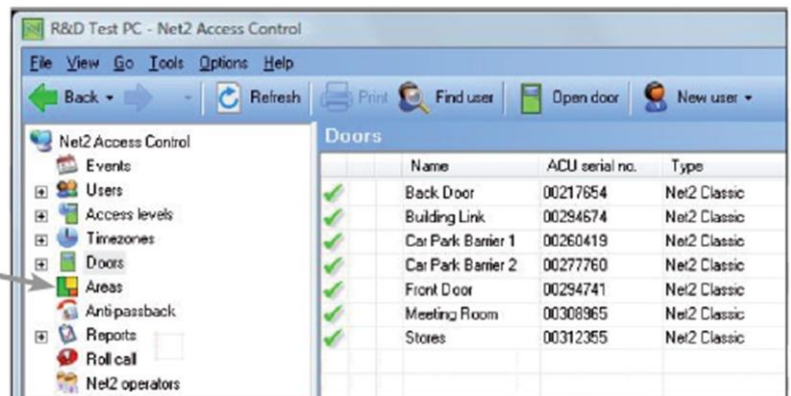 R&D Test PC - Net2 Access Control
File View Go Tools Options Help
Back Refresh Print Find user Open door New user
Net2 Access Control
Events
Users
Access levels
Timezones
Doors
Areas
Anti-passback
Reports
Roll call
Net2 operators
Doors
Name ACU serial no. Type
Back Door 00217654 Net2 Classic
Building Link 00294674 Net2 Classic
Car Park Barrier 1 00260419 Net2 Classic
Car Park Barrier 2 00277760 Net2 Classic
Front Door 00294741 Net2 Classic
Meeting Room 00308965 Net2 Classic
Stores 00312355 Net2 Classic